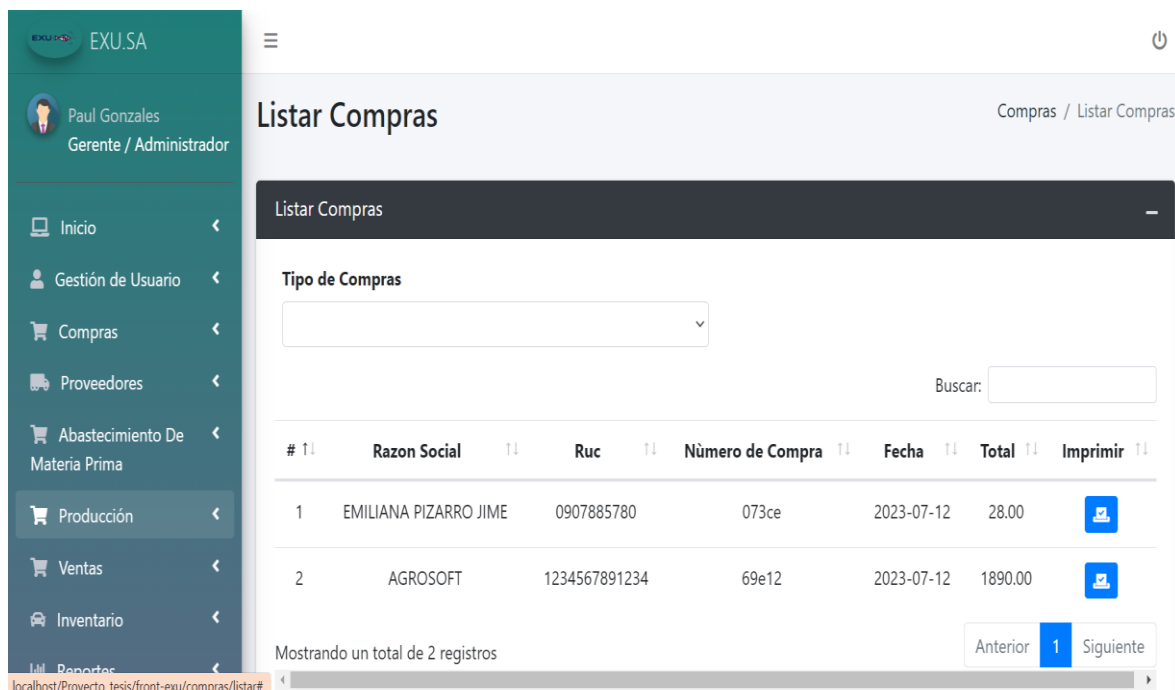 EXU.SA
Paul Gonzales
Gerente / Administrador
Inicio
Gestión de Usuario
Compras
Proveedores
Abastecimiento De
Materia Prima
Producción
Ventas
Inventario
Reportes
localhost/Proyecto_tesis/front-exu/compras/listar#
Listar Compras
Compras / Listar Compras
Listar Compras
Tipo de Compras
Buscar:
# Razon Social Ruc Nùmero de Compra Fecha Total Imprimir
1 EMILIANA PIZARRO JIME 0907885780 073ce 2023-07-12 28.00
2 AGROSOFT 1234567891234 69e12 2023-07-12 1890.00
Mostrando un total de 2 registros
Anterior 1 Siguiente